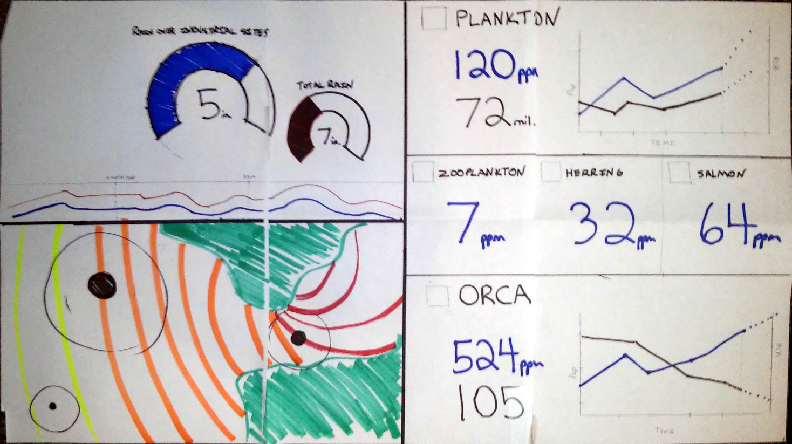 RAIN OVER INDUSTRIAL SITES
5in
TOTAL RAIN
7in
PLANKTON
120ppm
72mil.
TIME
ZOOPLANKTON
7ppm
HERRING
32ppm
SALMON
64ppm
ORCA
524ppm
105
TIME